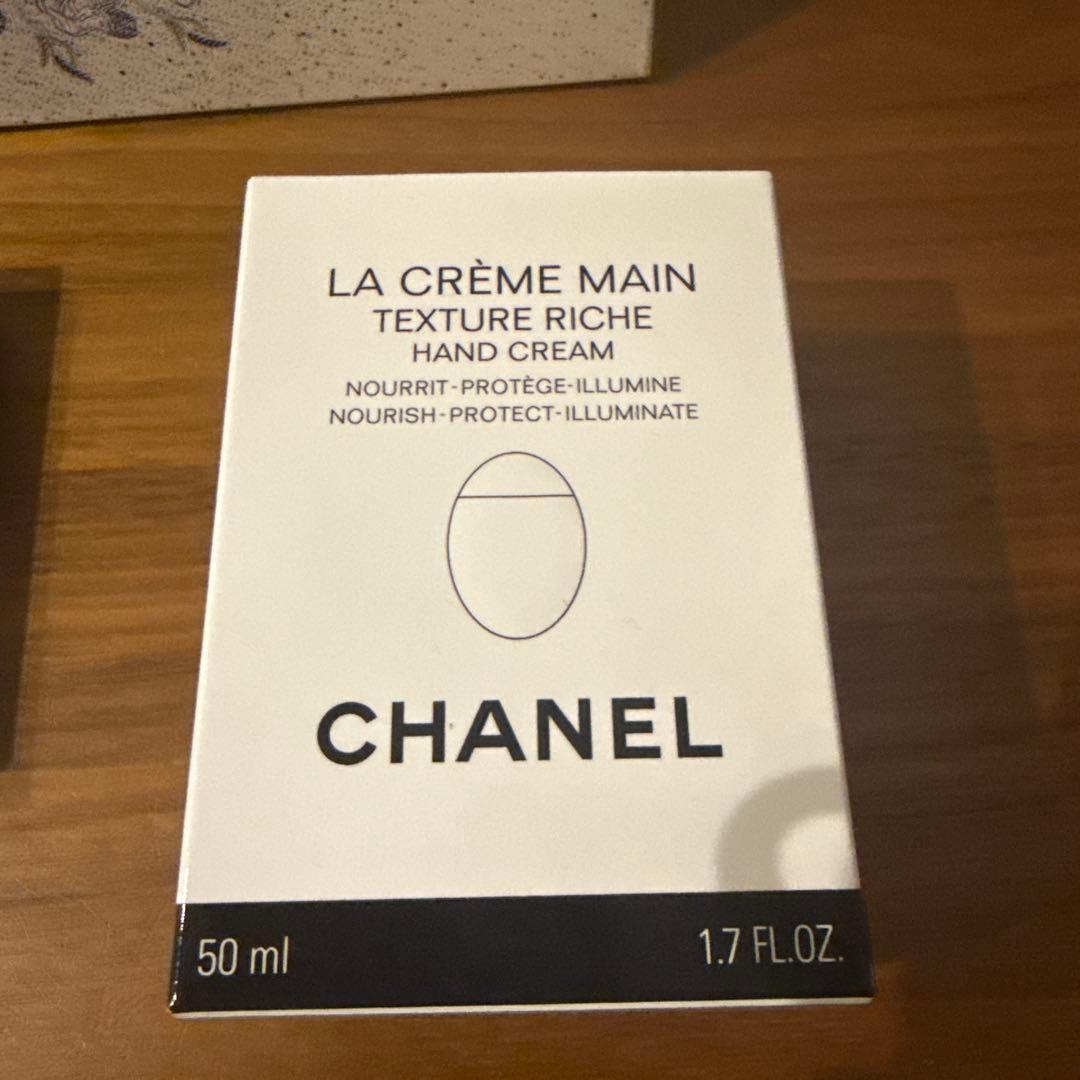 LA CRÈME MAIN
TEXTURE RICHE
HAND CREAM
NOURRIT-PROTÈGE-ILLUMINE
NOURISH-PROTECT-ILLUMINATE
CHANEL
50 ml
1.7 FL.OZ.